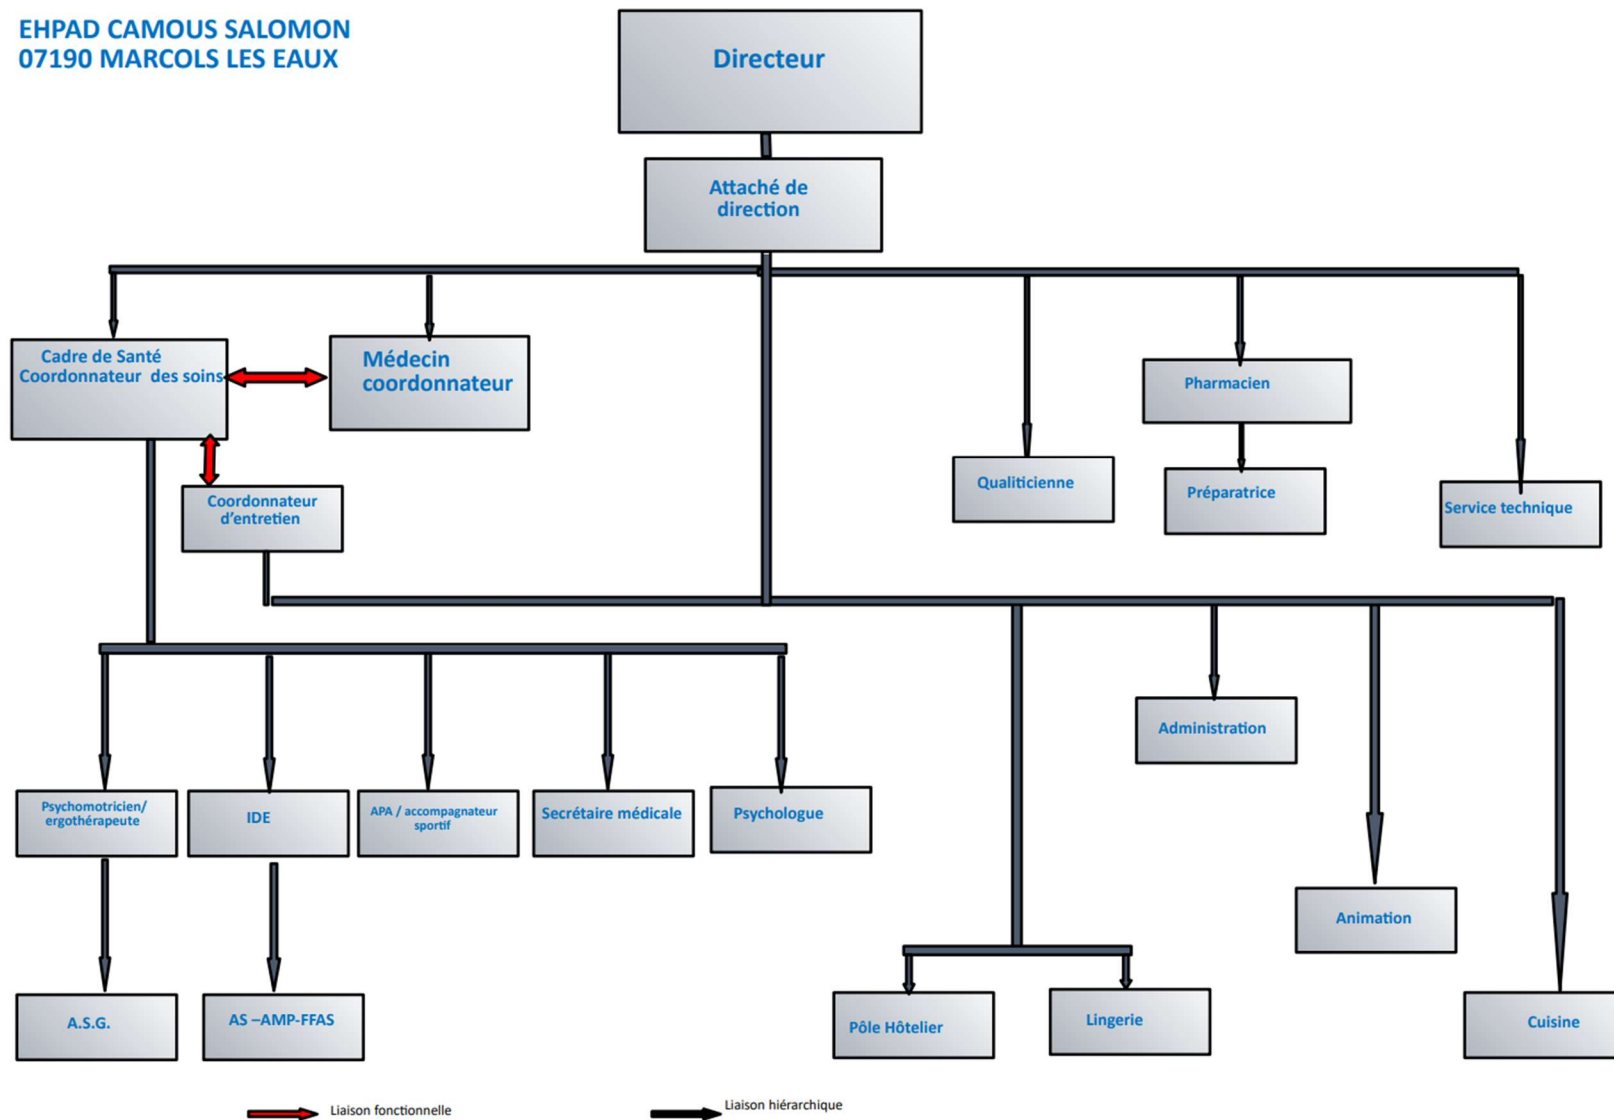 EHPAD CAMOUS SALOMON
07190 MARCOLS LES EAUX
Directeur
Attaché de
direction
Cadre de Santé
Coordonnateur  des soins
Médecin
coordonnateur
Pharmacien
Qualiticienne
Préparatrice
Service technique
Coordonnateur
d'entretien
Administration
Psychomotricien/
ergothérapeute
IDE
APA / accompagnateur
sportif
Secrétaire médicale
Psychologue
Animation
A.S.G.
AS –AMP-FFAS
Pôle Hôtelier
Lingerie
Cuisine
Liaison fonctionnelle
Liaison hiérarchique